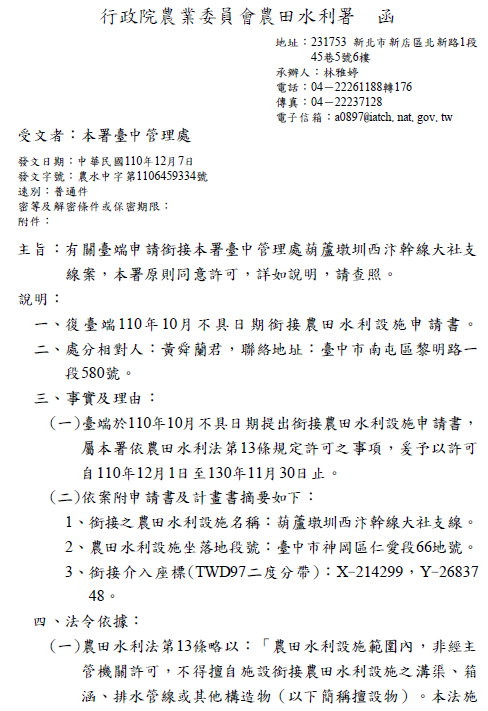 行政院農業委員會農田水利署　函
地址：231753 新北市新店區北新路1段
45巷5號6樓
承辦人：林雅婷
電話：04－22261188轉176
傳真：04－22237128
電子信箱：a0897@iatch, nat, gov, tw
受文者：本署臺中管理處
發文日期：中華民國110年12月7日
發文字號：農水中字第1106459334號
速別：普通件
密等及解密條件或保密期限：
附件：
主旨：有關臺端申請銜接本署臺中管理處葫蘆墩圳西汴幹線大社支
線案，本署原則同意許可，詳如說明，請查照。
說明：
一、復臺端110年10月不具日期銜接農田水利設施申請書。
二、處分相對人：黃舜蘭君，聯絡地址：臺中市南屯區黎明路一
段580號。
三、事實及理由：
(一)臺端於110年10月不具日期提出銜接農田水利設施申請書，
屬本署依農田水利法第13條規定許可之事項，爰予以許可
自110年12月1日至130年11月30日止。
(二)依案附申請書及計畫書摘要如下：
1、銜接之農田水利設施名稱：葫蘆墩圳西汴幹線大社支線。
2、農田水利設施坐落地段號：臺中市神岡區仁愛段66地號。
3、銜接介入座標(TWD97二度分帶)：X-214299，Y-26837
48。
四、法令依據：
(一)農田水利法第13條略以：「農田水利設施範圍內，非經主
管機關許可，不得擅自施設銜接農田水利設施之溝渠、箱
涵、排水管線或其他構造物（以下簡稱擅設物）。本法施